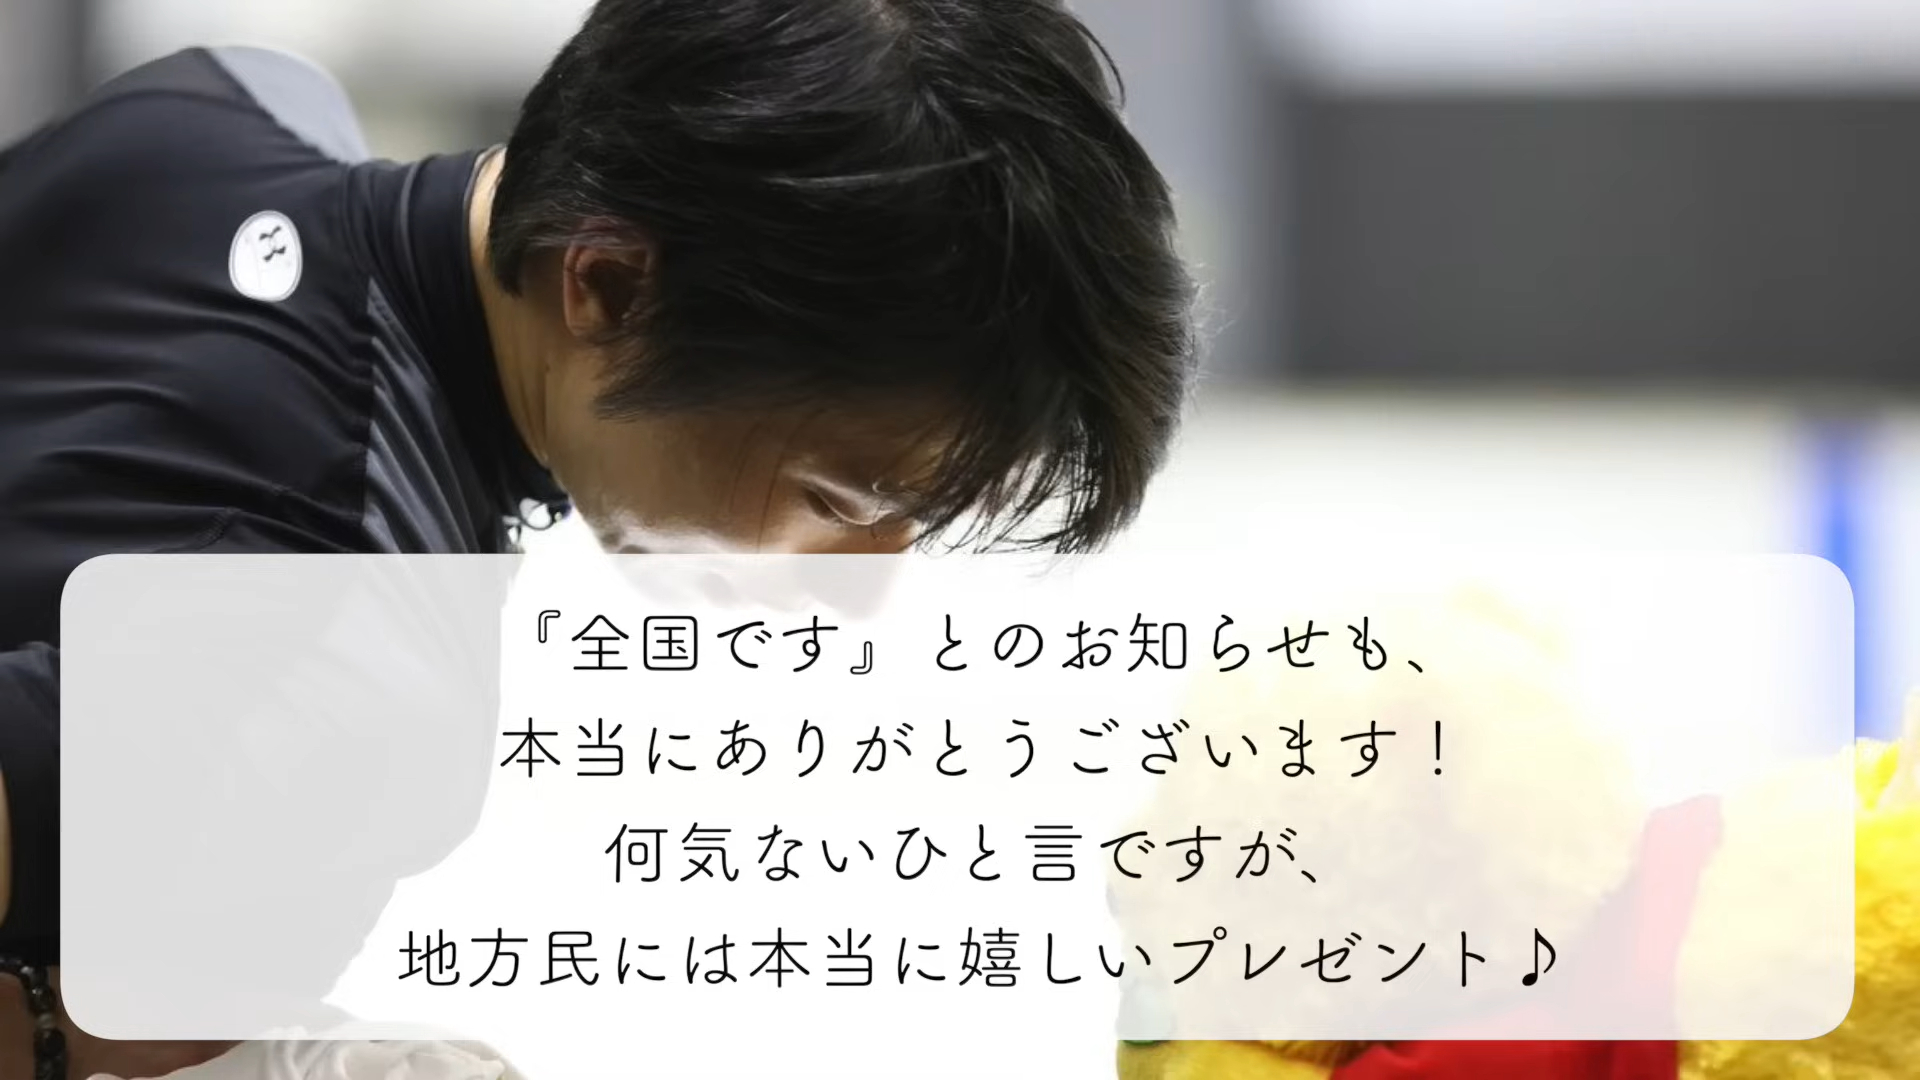 『全国です』とのお知らせも、
本当にありがとうございます！
何気ないひと言ですが、
地方民には本当に嬉しいプレゼント♪